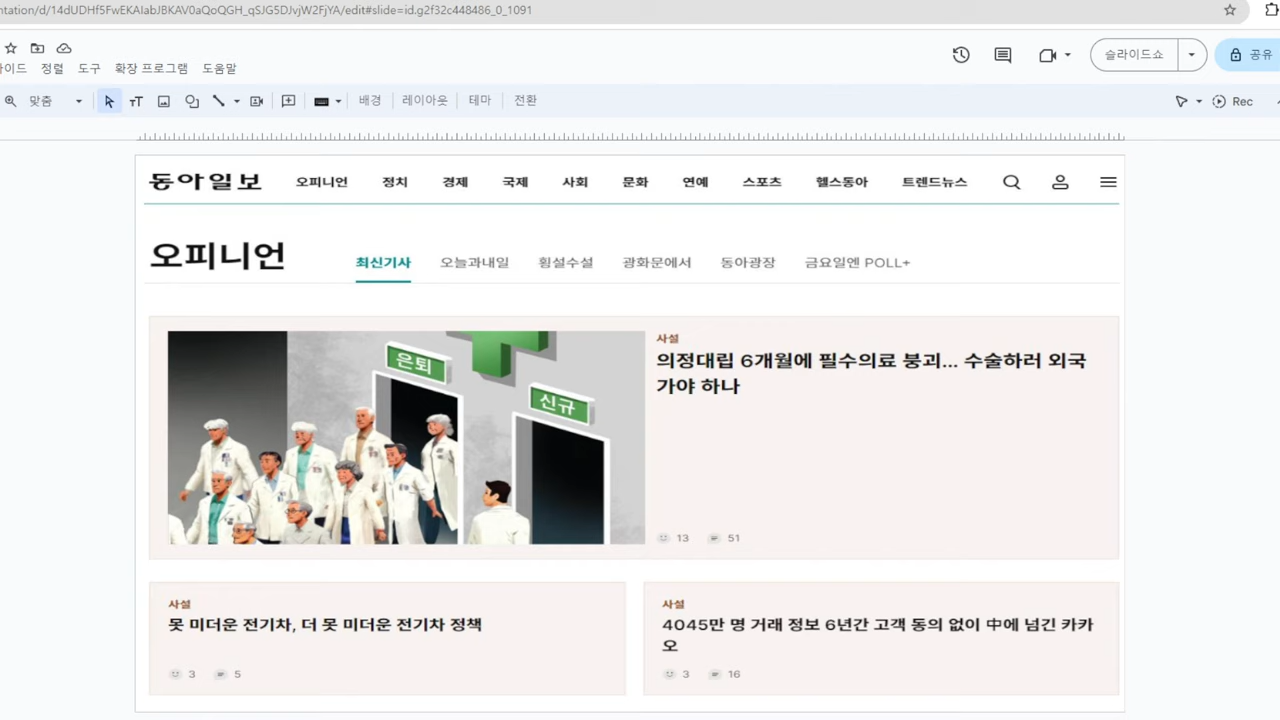 ntation/d/14dUDHf5FwEKAIabJBKAV0aQoQGH_qSJG5DJvjW2FjYA/edit#slide=id.g2f32c448486_0_1091
슬라이드쇼 공유
정렬 도구 확장 프로그램 도움말
맞춤 배경 레이아웃 테마 전환 Rec
동아일보 오피니언 정치 경제 국제 사회 문화 연예 스포츠 헬스동아 트렌드뉴스
오피니언 최신기사 오늘과내일 횡설수설 광화문에서 동아광장 금요일엔 POLL+
은퇴
신규
사설
의정대립 6개월에 필수의료 붕괴… 수술하러 외국
가야 하나
13 51
사설
못 미더운 전기차, 더 못 미더운 전기차 정책
3 5
사설
4045만 명 거래 정보 6년간 고객 동의 없이 中에 넘긴 카카
오
3 16